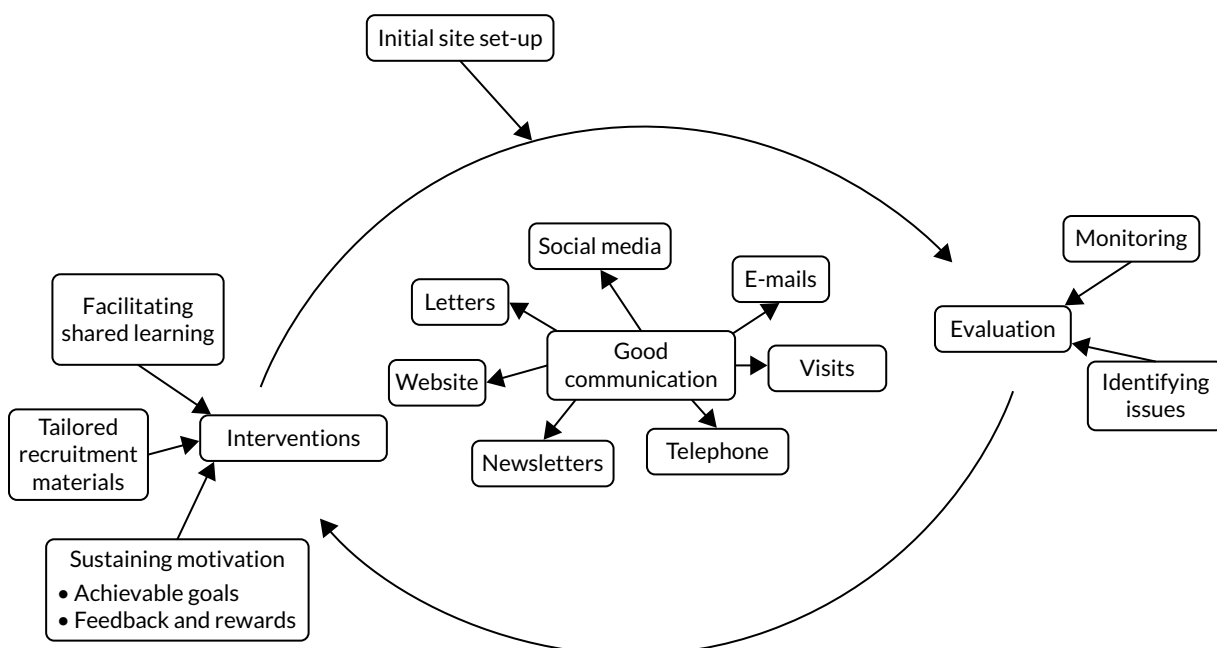 Initial site set-up
Social media
Monitoring
E-mails
Facilitating
shared learning
Letters
Evaluation
Good
communication
Visits
Website
Identifying
issues
Tailored
recruitment
materials
Interventions
Newsletters
Telephone
Sustaining motivation
• Achievable goals
• Feedback and rewards